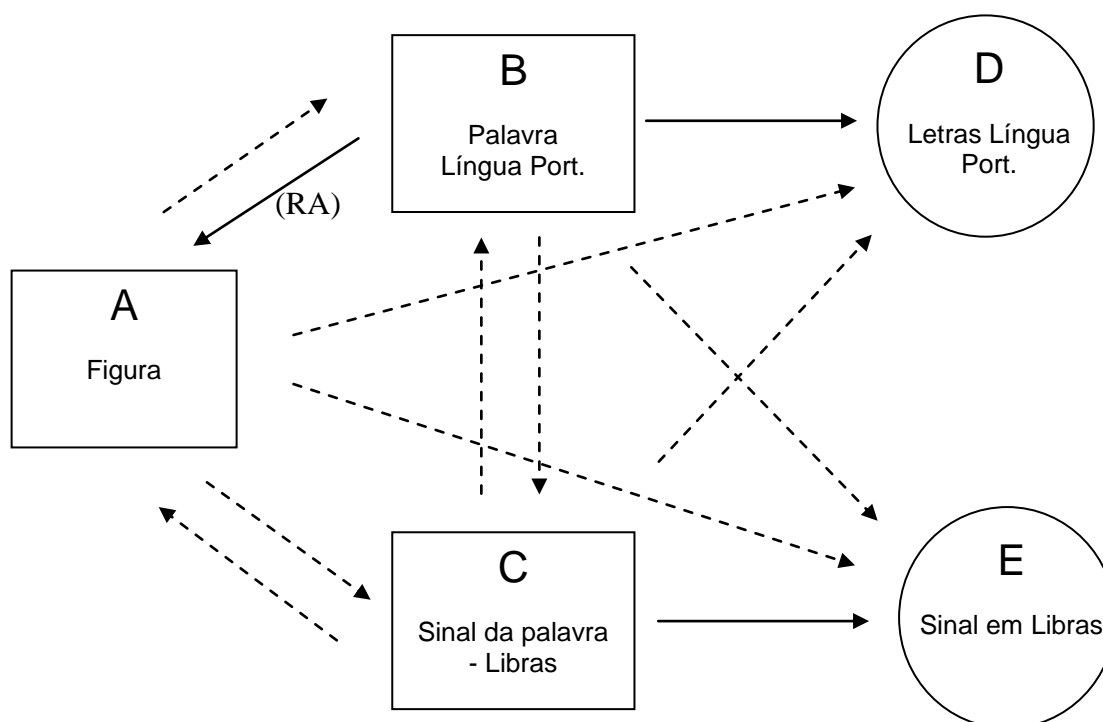 B
Palavra
Língua Port.
D
Letras Língua
Port.
(RA)
A
Figura
C
Sinal da palavra
- Libras
E
Sinal em Libras